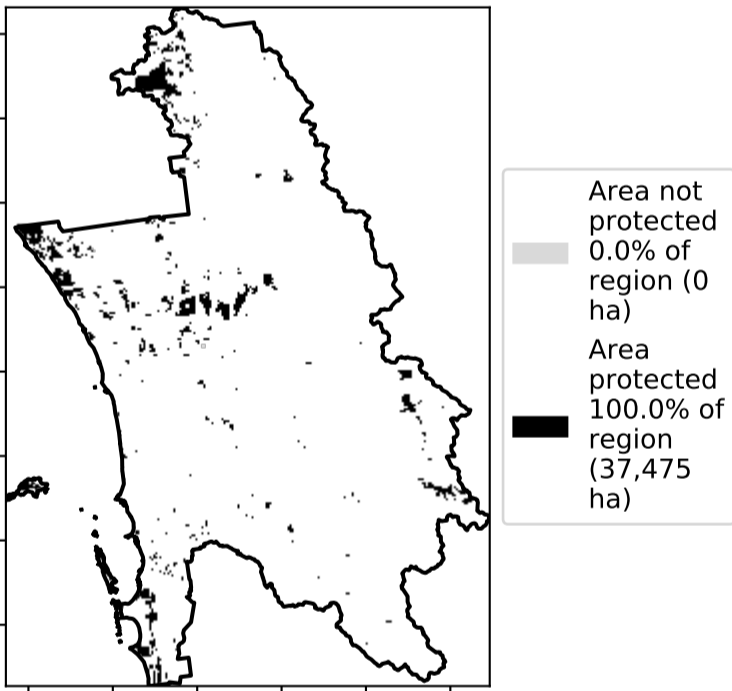 Area not
protected
0.0% of
region (0
ha)
Area
protected
100.0% of
region
(37,475
ha)